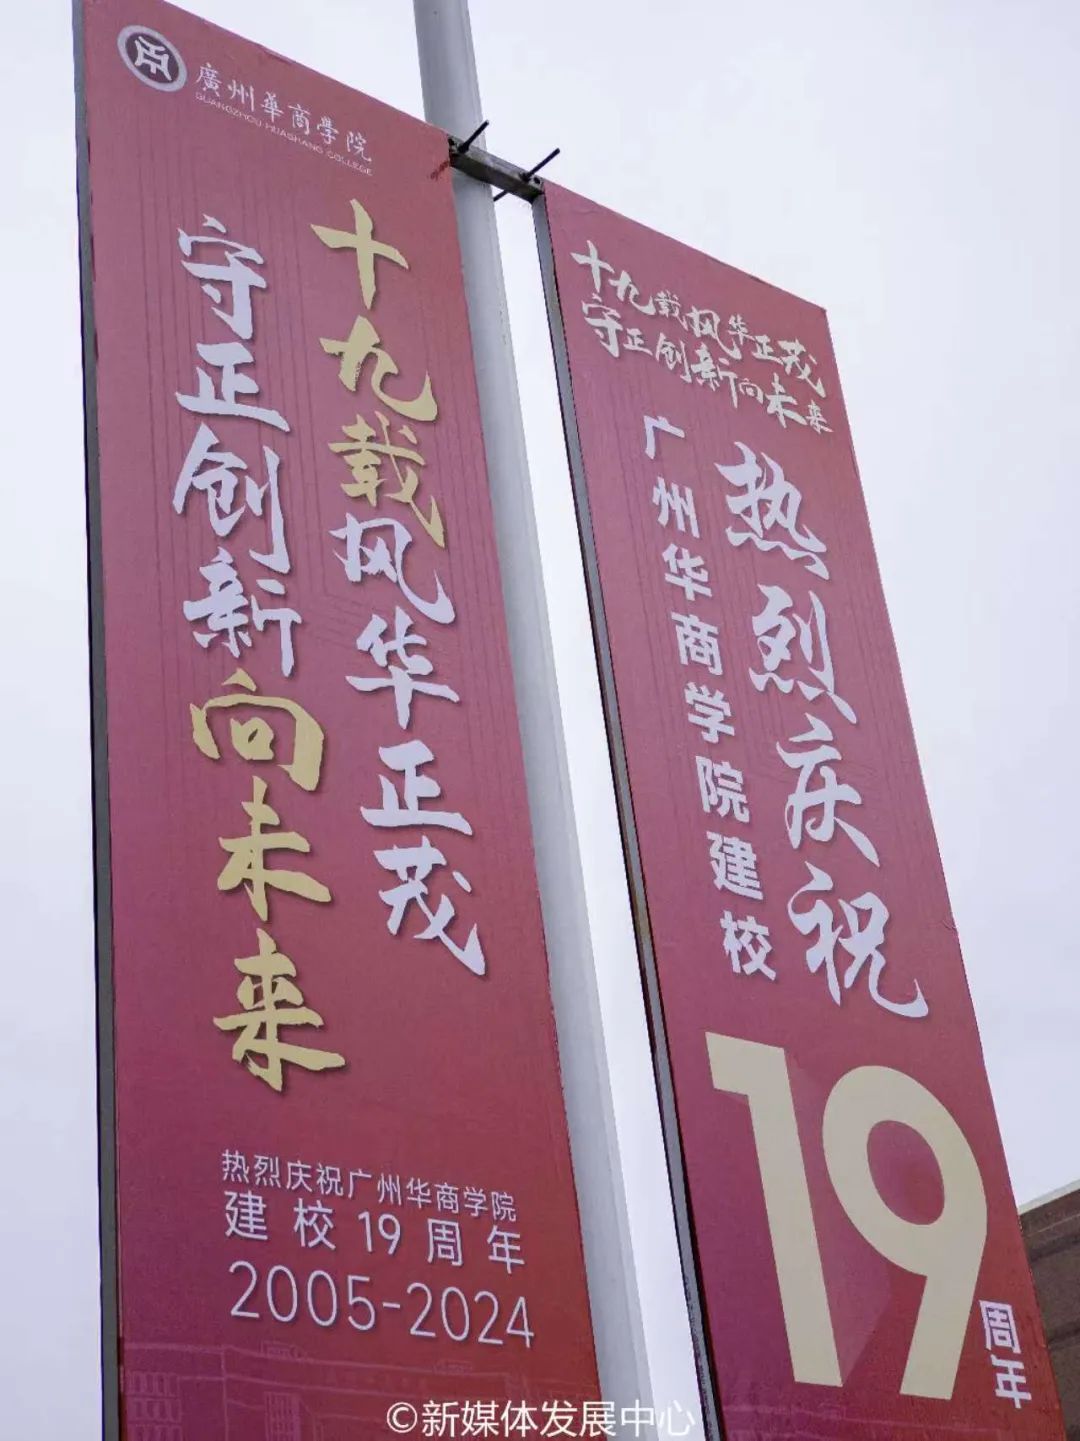 廣州華商學院
GUANGZHOU HUASHANG COLLEGE
十九载风华正茂
守正创新向未来
热烈庆祝广州华商学院
建校19周年
2005-2024
十九载风华正茂
守正创新向未来
热烈庆祝
广州华商学院建校
19
周年
©新媒体发展中心